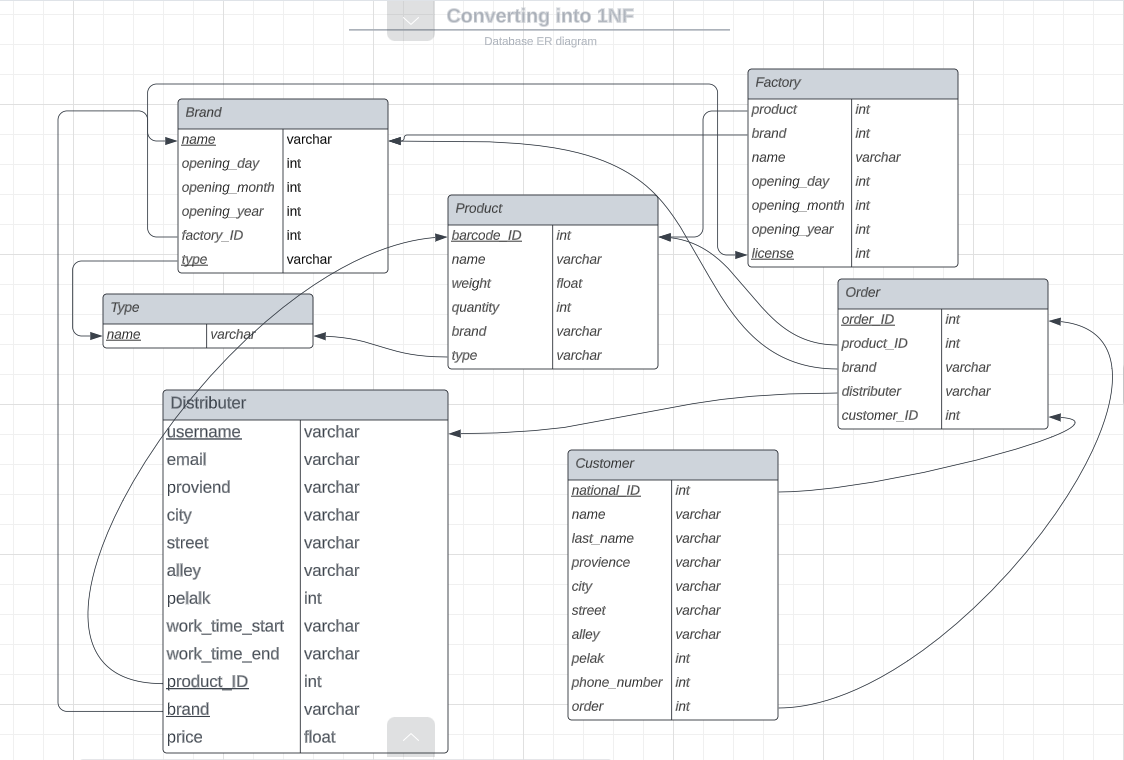 Converting into 1NF
Database ER diagram
Factory
product int
brand int
name varchar
opening_day int
opening_month int
opening_year int
license int
Brand
name varchar
opening_day int
opening_month int
opening_year int
factory_ID int
type varchar
Product
barcode_ID int
name varchar
weight float
quantity int
brand varchar
type varchar
Order
order_ID int
product_ID int
brand varchar
distributer varchar
customer_ID int
Type
name varchar
Distributer
username varchar
email varchar
proviend varchar
city varchar
street varchar
alley varchar
pelalk int
work_time_start varchar
work_time_end varchar
product_ID int
brand varchar
price float
Customer
national_ID int
name varchar
last_name varchar
provience varchar
city varchar
street varchar
alley varchar
pelak int
phone_number int
order int